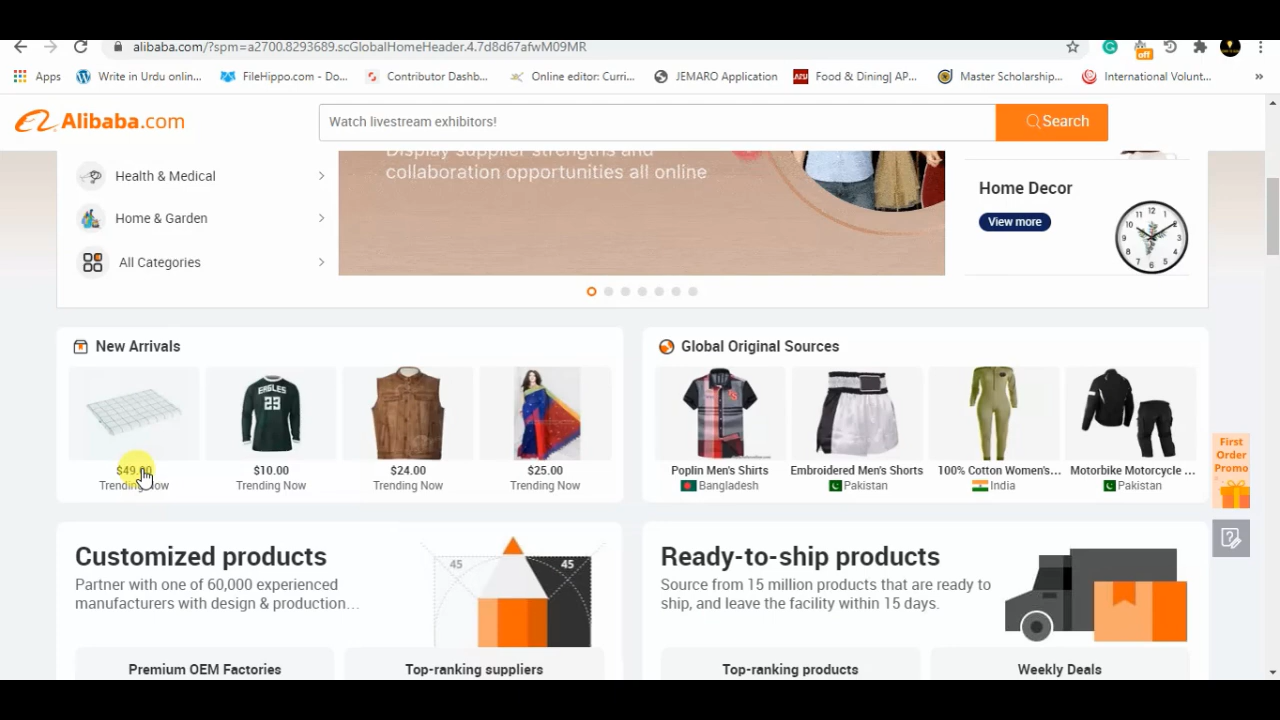 alibaba.com/?spm=a2700.8293689.scGlobalHomeHeader.4.7d8d67afwM09MR
off
Apps
Write in Urdu onlin...
FileHippo.com - Do...
Contributor Dashb...
Online editor: Curri...
JEMARO Application
Food & Dining| AP...
Master Scholarship...
International Volunt...
»
Alibaba.com
Watch livestream exhibitors!
Search
Display supplier strengths and
collaboration opportunities all online
Health & Medical
Home & Garden
All Categories
Home Decor
View more
New Arrivals
EAGLES
23
$49.00
Trending Now
$10.00
Trending Now
$24.00
Trending Now
$25.00
Trending Now
Global Original Sources
Poplin Men's Shirts
Bangladesh
Embroidered Men's Shorts
Pakistan
100% Cotton Women's...
India
Motorbike Motorcycle ...
Pakistan
First
Order
Promo
Customized products
Partner with one of 60,000 experienced
manufacturers with design & production...
45
45
Premium OEM Factories
Top-ranking suppliers
Ready-to-ship products
Source from 15 million products that are ready to
ship, and leave the facility within 15 days.
Top-ranking products
Weekly Deals